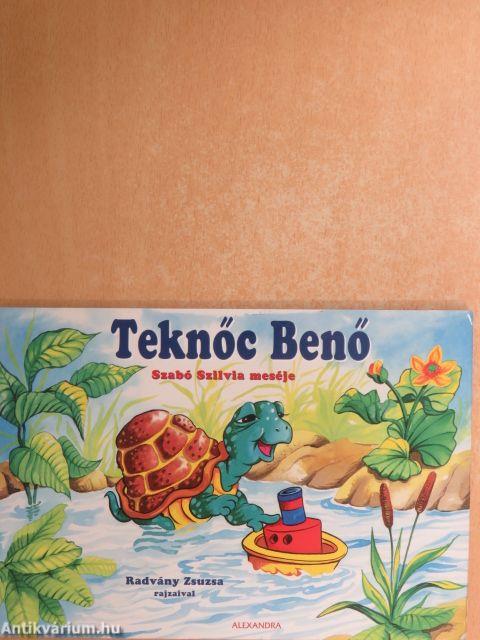 Teknőc Benő
Szabó Szilvia meséje
Radvány Zsuzsa
rajzaival
ALEXANDRA
Antikvárium.hu